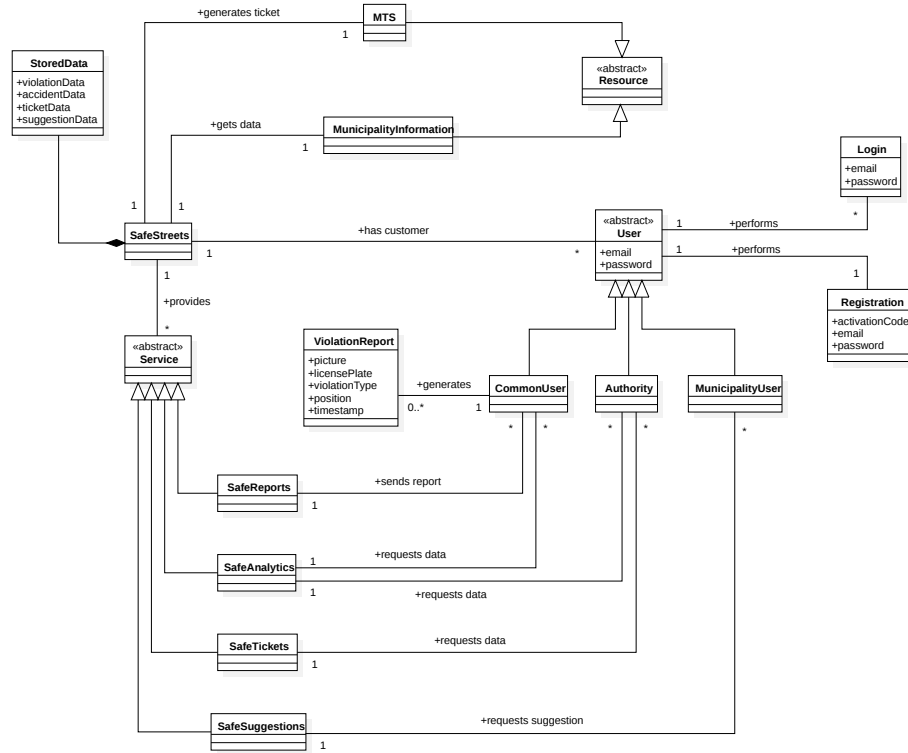 +generates ticket
MTS
1
StoredData
+violationData
+accidentData
+ticketData
+suggestionData
«abstract»
Resource
+gets data
MunicipalityInformation
1
Login
+email
+password
1
1
SafeStreets
+has customer
1
*
«abstract»
User
+email
+password
1
+performs
*
1
+performs
1
Registration
+activationCode
+email
+password
1
+provides
*
«abstract»
Service
ViolationReport
+picture
+licensePlate
+violationType
+position
+timestamp
+generates
0..*
1
CommonUser
Authority
MunicipalityUser
*
*
*
*
*
SafeReports
+sends report
1
SafeAnalytics
1
+requests data
1
+requests data
SafeTickets
+requests data
1
SafeSuggestions
+requests suggestion
1